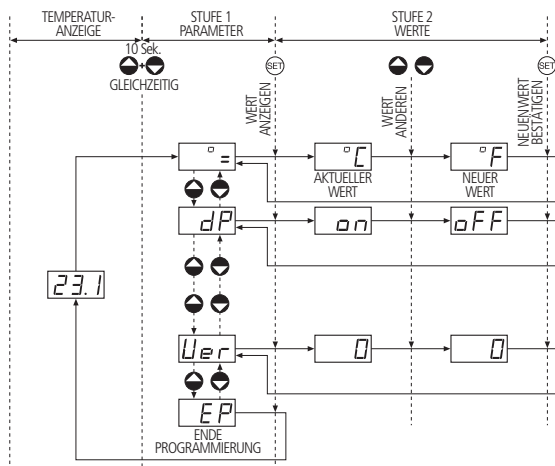 TEMPERATUR-
ANZEIGE
STUFE 1
PARAMETER
STUFE 2
WERTE
10 Sek.
+
GLEICHZEITIG
SET
SET
WERT
ANZEIGEN
WERT
ANDEREN
NEUEN WERT
BESTÄTIGEN
°=
°C
°F
AKTUELLER
WERT
NEUER
WERT
dP
on
oFF
23.1
Uer
0
0
EP
ENDE
PROGRAMMIERUNG